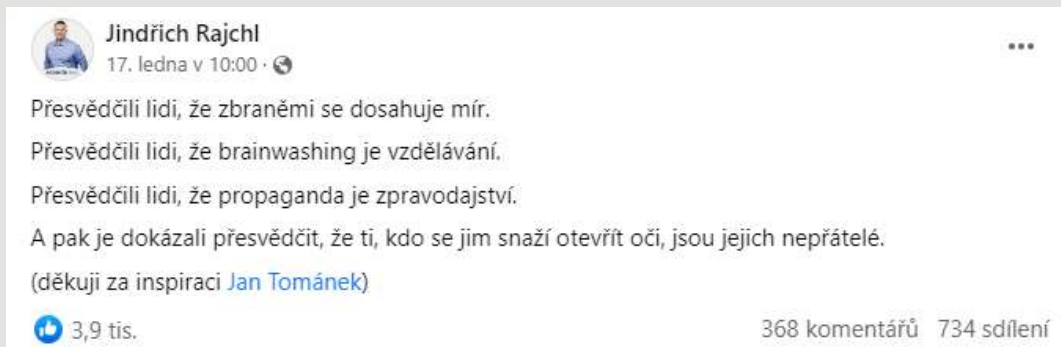 Jindřich Rajchl
17. ledna v 10:00 ·
Přesvědčili lidi, že zbraněmi se dosahuje mír.
Přesvědčili lidi, že brainwashing je vzdělávání.
Přesvědčili lidi, že propaganda je zpravodajství.
A pak je dokázali přesvědčit, že ti, kdo se jim snaží otevřít oči, jsou jejich nepřátelé.
(děkuji za inspiraci Jan Tománek)
3,9 tis. 368 komentářů 734 sdílení